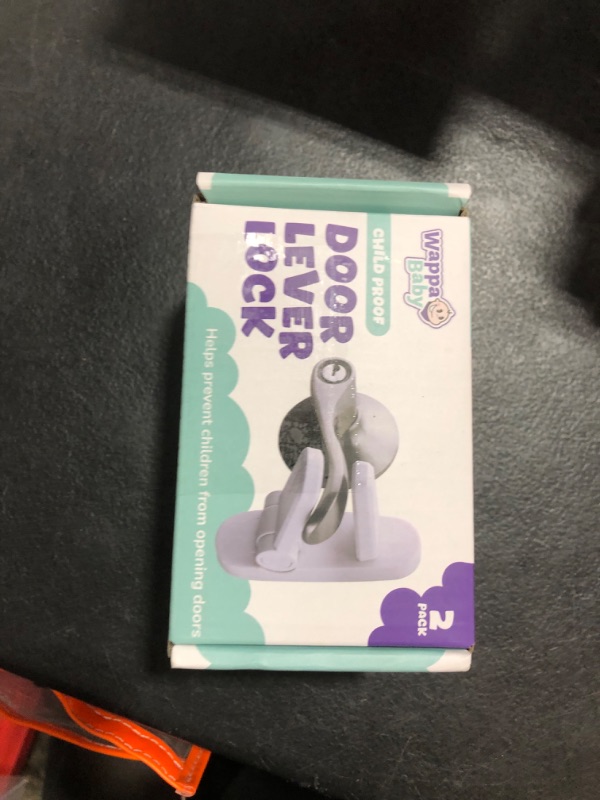 Wappa
Baby
CHILD PROOF
DOOR
LEVER
LOCK
Helps prevent children from opening doors
2
PACK